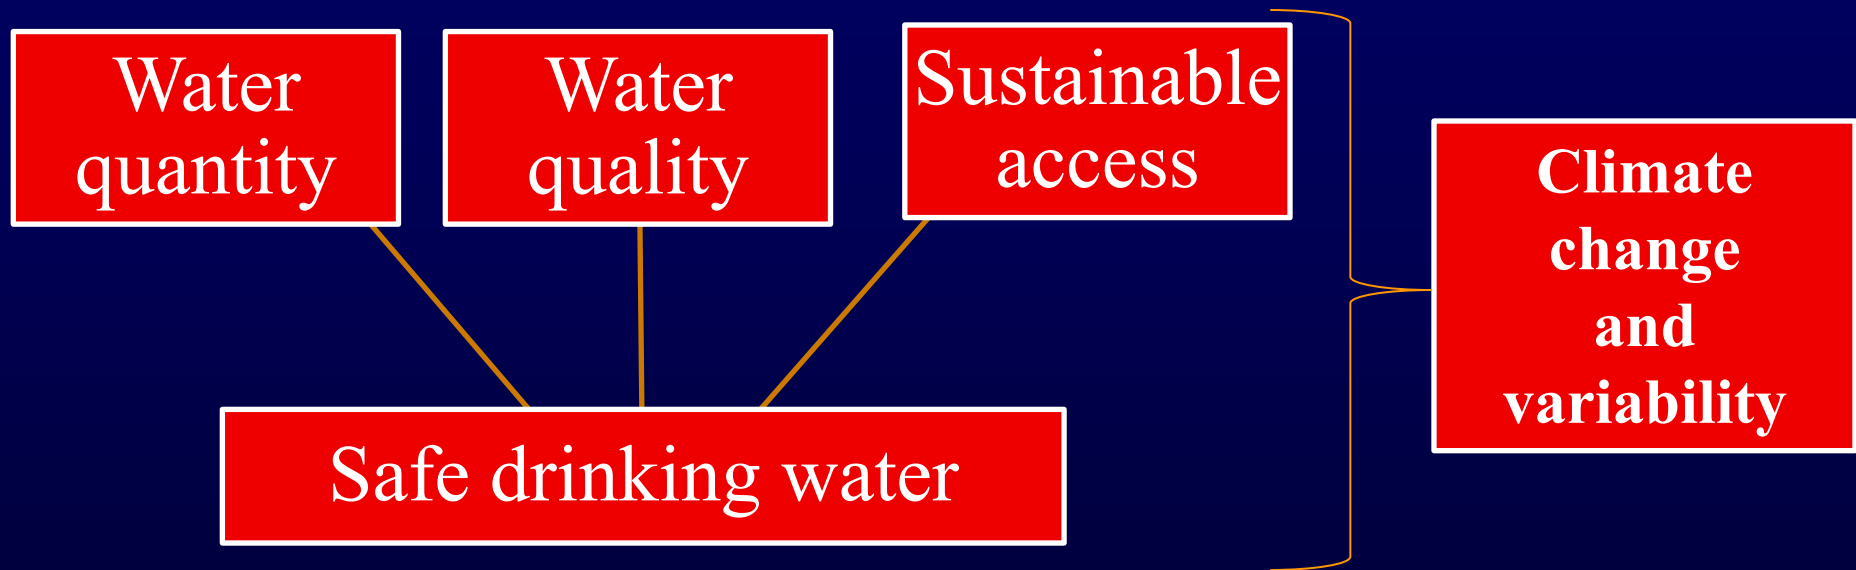 Water
quantity
Water
quality
Sustainable
access
Climate
change
and
variability
Safe drinking water